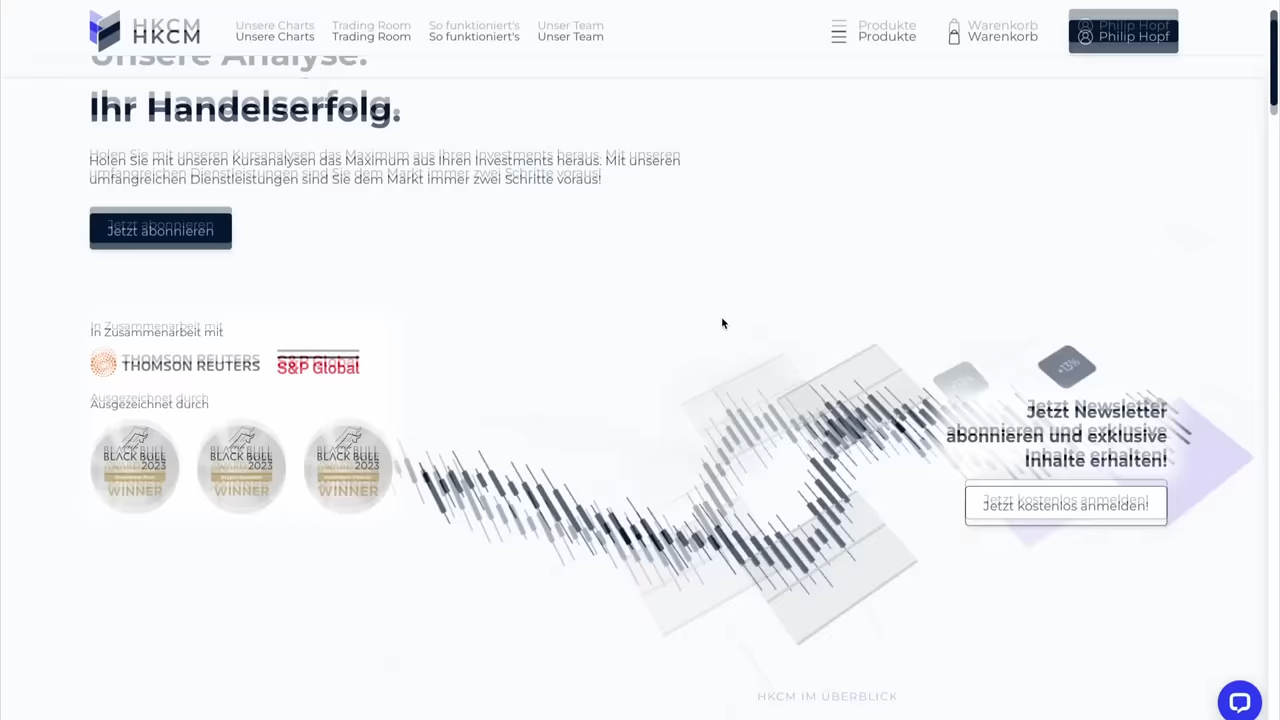 HKCM
Unsere Charts
Trading Room
So funktioniert's
Unser Team
Produkte
Warenkorb
Philip Hopf
Unsere Analyse.
Ihr Handelserfolg.
Holen Sie mit unseren Kursanalysen das Maximum aus Ihren Investments heraus. Mit unseren
umfangreichen Dienstleistungen sind Sie dem Markt immer zwei Schritte voraus!
Jetzt abonnieren
In Zusammenarbeit mit
THOMSON REUTERS
S&P Global
Ausgezeichnet durch
BLACK BULL
2023
WINNER
BLACK BULL
2023
WINNER
BLACK BULL
2023
WINNER
+13%
Jetzt Newsletter
abonnieren und exklusive
Inhalte erhalten!
Jetzt kostenlos anmelden!
HKCM IM ÜBERBLICK